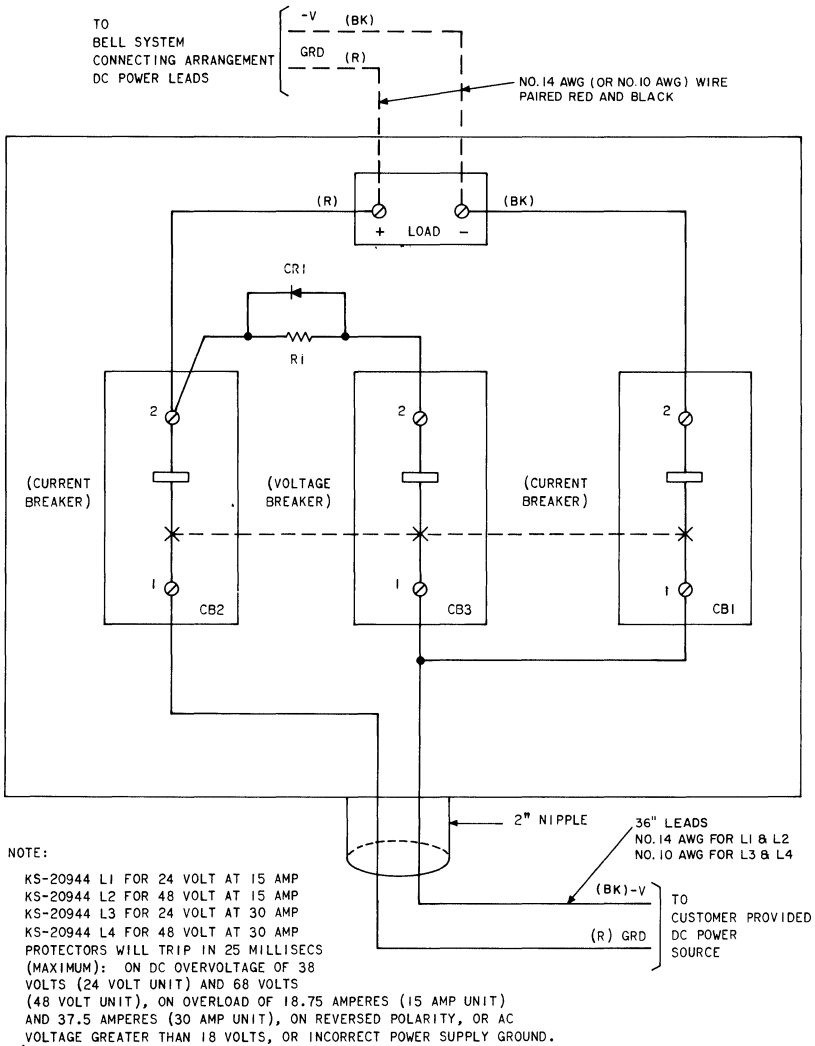 TO
BELL SYSTEM
CONNECTING ARRANGEMENT
DC POWER LEADS
-V (BK)
GRD (R)
NO. 14 AWG (OR NO. 10 AWG) WIRE
PAIRED RED AND BLACK
(R) (BK)
+ LOAD -
CR1
R1
2 2 2
(CURRENT
BREAKER)
(VOLTAGE
BREAKER)
(CURRENT
BREAKER)
1 1 1
CB2 CB3 CB1
2" NIPPLE
36" LEADS
NO. 14 AWG FOR L1 & L2
NO. 10 AWG FOR L3 & L4
(BK)-V
(R) GRD
TO
CUSTOMER PROVIDED
DC POWER
SOURCE
NOTE:
KS-20944 L1 FOR 24 VOLT AT 15 AMP
KS-20944 L2 FOR 48 VOLT AT 15 AMP
KS-20944 L3 FOR 24 VOLT AT 30 AMP
KS-20944 L4 FOR 48 VOLT AT 30 AMP
PROTECTORS WILL TRIP IN 25 MILLISECS
(MAXIMUM): ON DC OVERVOLTAGE OF 38
VOLTS (24 VOLT UNIT) AND 68 VOLTS
(48 VOLT UNIT), ON OVERLOAD OF 18.75 AMPERES (15 AMP UNIT)
AND 37.5 AMPERES (30 AMP UNIT), ON REVERSED POLARITY, OR AC
VOLTAGE GREATER THAN 18 VOLTS, OR INCORRECT POWER SUPPLY GROUND.